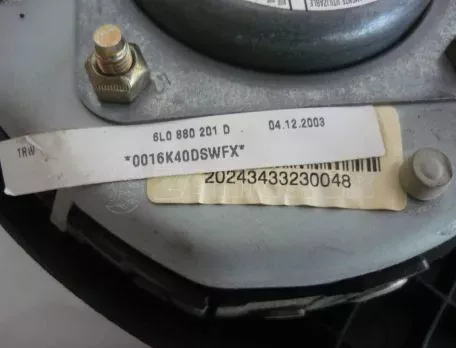 6L0 880 201 D 04.12.2003
TRW
*0016K40DSWFX*
20243433230048